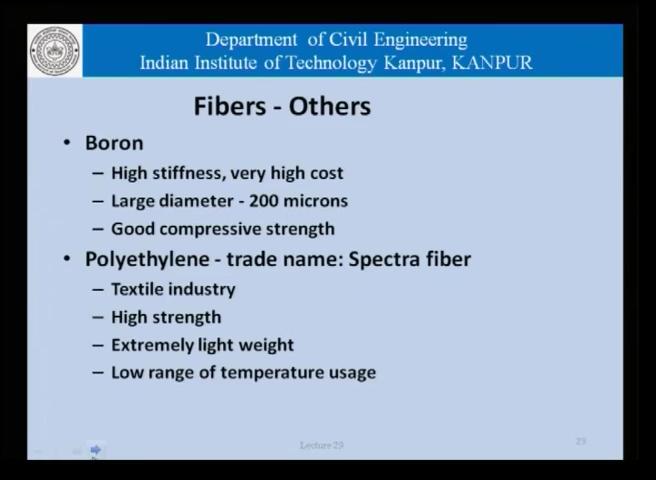 Department of Civil Engineering
Indian Institute of Technology Kanpur, KANPUR
Fibers - Others
• Boron
– High stiffness, very high cost
– Large diameter - 200 microns
– Good compressive strength
• Polyethylene - trade name: Spectra fiber
– Textile industry
– High strength
– Extremely light weight
– Low range of temperature usage
Lecture 29
23